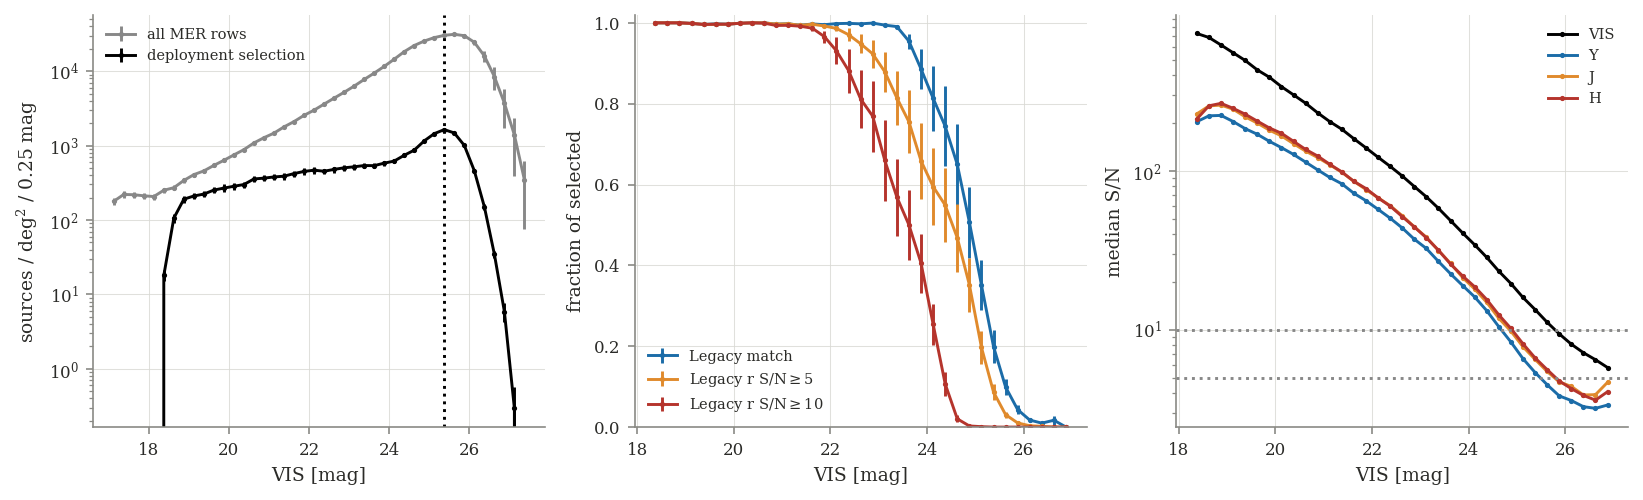 all MER rows
deployment selection
10⁴
10³
10²
10¹
10⁰
sources / deg² / 0.25 mag
18 20 22 24 26
VIS [mag]
1.0
0.8
0.6
0.4
0.2
0.0
fraction of selected
Legacy match
Legacy r S/N ≥ 5
Legacy r S/N ≥ 10
18 20 22 24 26
VIS [mag]
VIS
Y
J
H
10²
10¹
median S/N
18 20 22 24 26
VIS [mag]